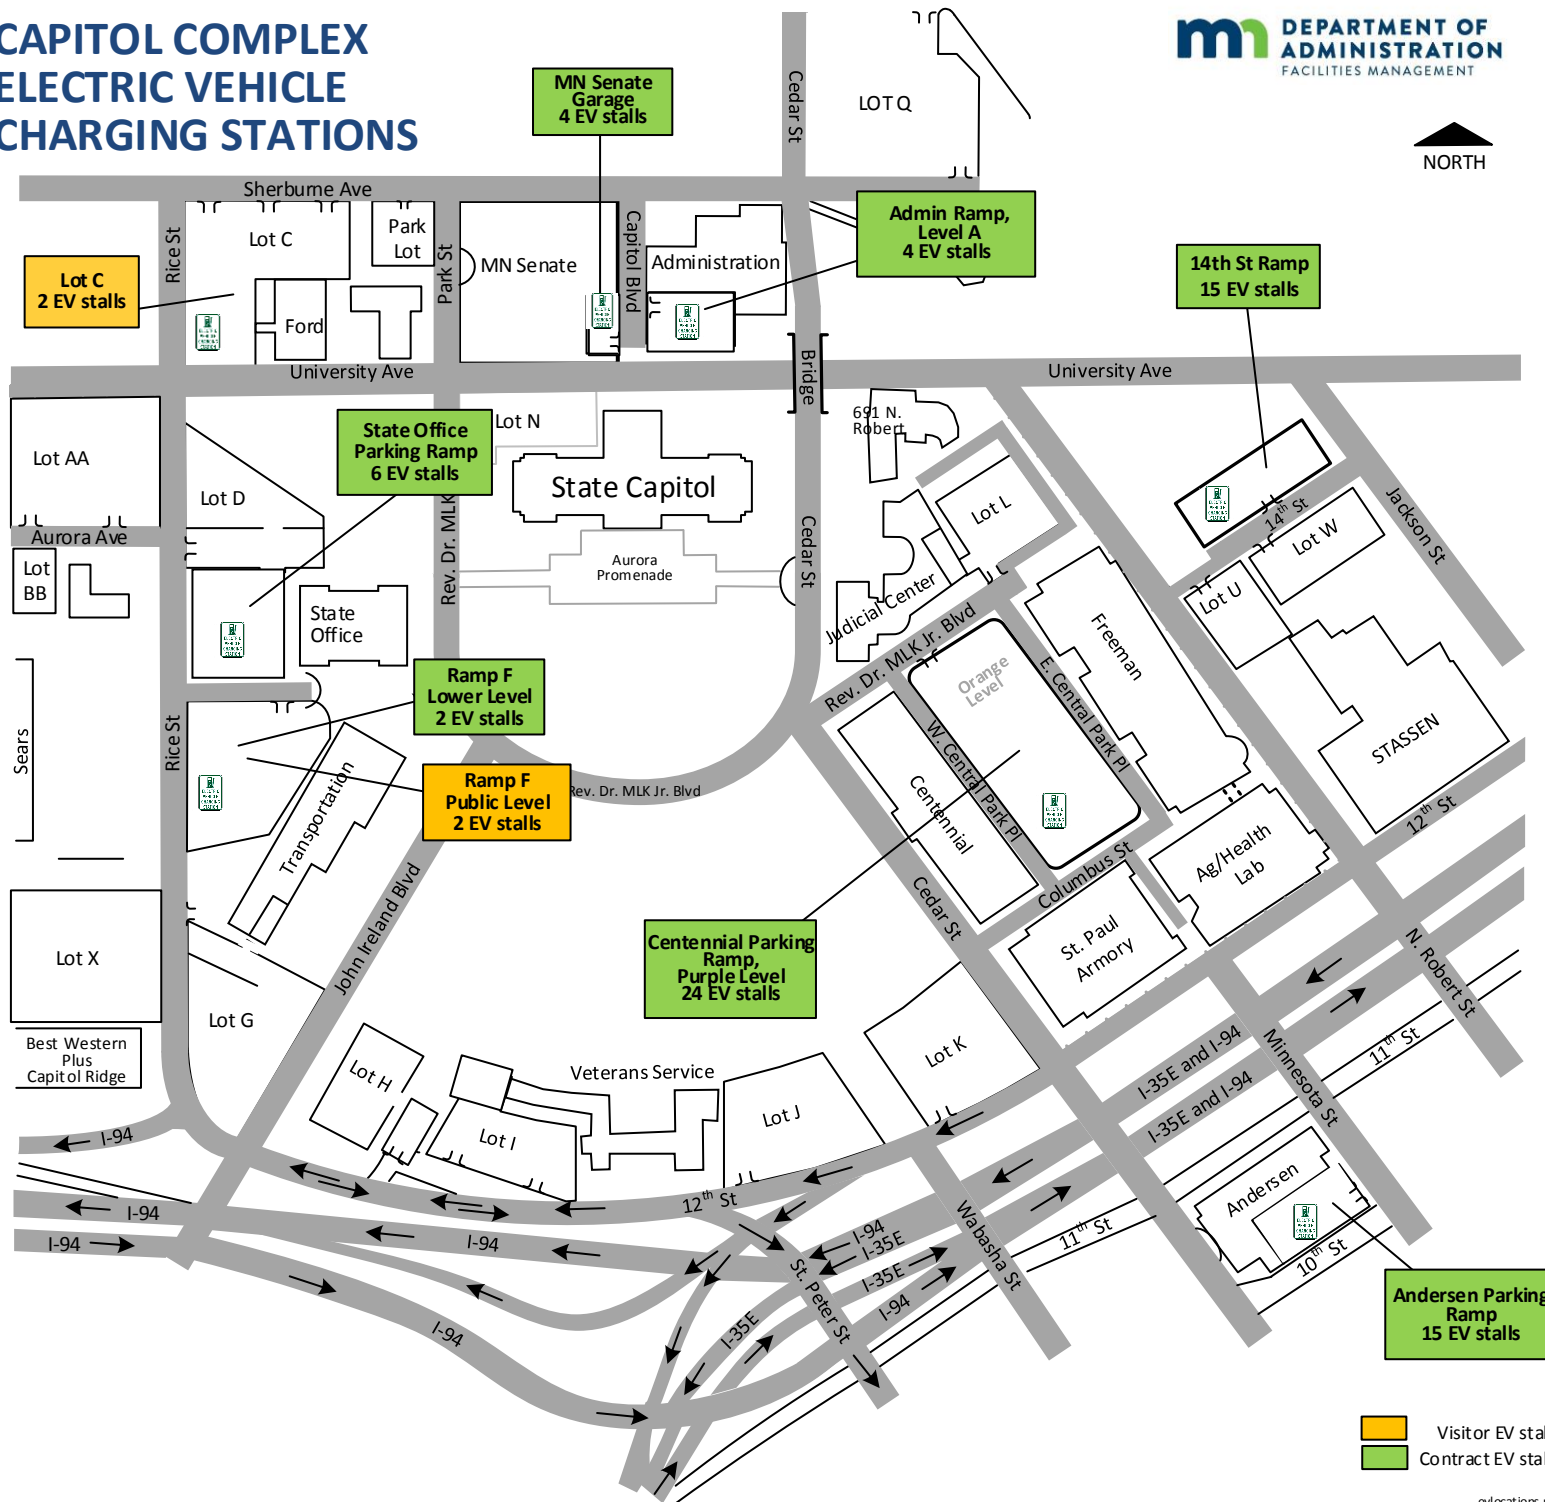 CAPITOL COMPLEX
ELECTRIC VEHICLE
CHARGING STATIONS
mn DEPARTMENT OF
ADMINISTRATION
FACILITIES MANAGEMENT
NORTH
MN Senate
Garage
4 EV stalls
Cedar St
LOT Q
Sherburne Ave
Admin Ramp,
Level A
4 EV stalls
Rice St
Lot C
Park
Lot
Park St
MN Senate
Capitol Blvd
Administration
Lot C
2 EV stalls
Ford
14th St Ramp
15 EV stalls
University Ave
Bridge
University Ave
Lot AA
Lot D
State Office
Parking Ramp
6 EV stalls
Lot N
State Capitol
691 N.
Robert
Lot L
14th St
Lot W
Jackson St
Aurora Ave
Lot
BB
Rev. Dr. MLK
Aurora
Promenade
Cedar St
State
Office
Judicial Center
Rev. Dr. MLK Jr. Blvd
Freeman
Lot U
Orange
Level
E. Central Park Pl
W. Central Park Pl
STASSEN
Sears
Rice St
Ramp F
Lower Level
2 EV stalls
Ramp F
Public Level
2 EV stalls
Rev. Dr. MLK Jr. Blvd
Transportation
Centennial
12th St
Ag/Health
Lab
Columbus St
John Ireland Blvd
Cedar St
St. Paul
Armory
N. Robert St
Centennial Parking
Ramp,
Purple Level
24 EV stalls
Lot X
Lot G
Best Western
Plus
Capitol Ridge
Lot H
Veterans Service
Lot K
Lot J
Lot I
I-35E and I-94
I-35E and I-94
Minnesota St
11th St
I-94
12th St
Wabasha St
Andersen
10th St
11th St
I-94
I-94
I-94
I-94
I-35E
I-35E
I-94
St. Peter St
I-35E
I-94
Andersen Parking
Ramp
15 EV stalls
Visitor EV stal
Contract EV stal